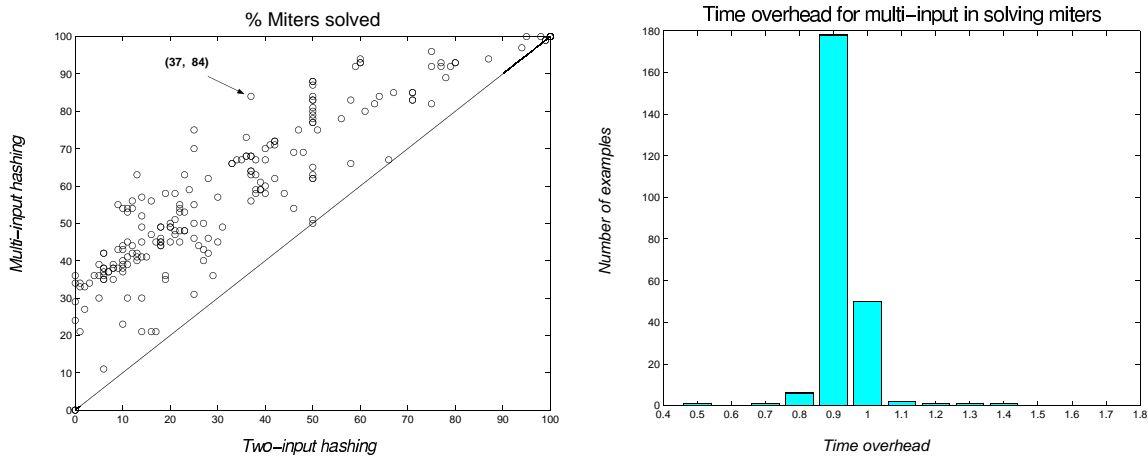 % Miters solved
100
90
80
70
60
50
40
30
20
10
0
(37, 84)
Multi−input hashing
0 10 20 30 40 50 60 70 80 90 100
Two−input hashing
Time overhead for multi−input in solving miters
180
160
140
120
100
80
60
40
20
0
Number of examples
0.4 0.5 0.6 0.7 0.8 0.9 1 1.1 1.2 1.3 1.4 1.5 1.6 1.7 1.8
Time overhead